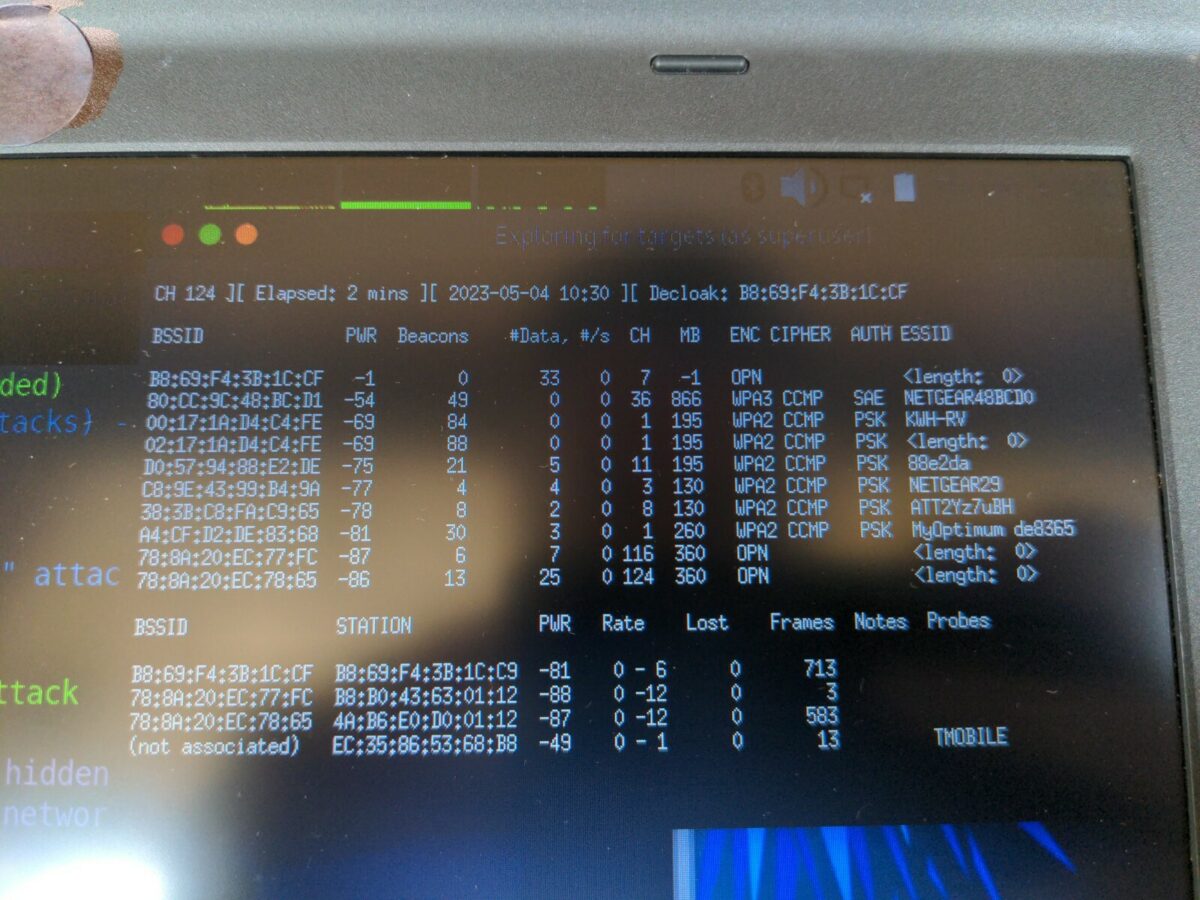 Exploring for targets (as superuser)
CH 124 ][ Elapsed: 2 mins ][ 2023-05-04 10:30 ][ Decloak: B8:69:F4:3B:1C:CF
BSSID PWR Beacons #Data, #/s CH MB ENC CIPHER AUTH ESSID
B8:69:F4:3B:1C:CF -1 0 33 0 7 -1 OPN <length: 0>
80:CC:9C:48:BC:D1 -54 49 0 0 36 866 WPA3 CCMP SAE NETGEAR48BCD0
00:17:1A:D4:C4:FE -69 84 0 0 1 195 WPA2 CCMP PSK KWH-RV
02:17:1A:D4:C4:FE -69 88 0 0 1 195 WPA2 CCMP PSK <length: 0>
D0:57:94:88:E2:DE -75 21 5 0 11 195 WPA2 CCMP PSK 88e2da
C8:9E:43:99:B4:9A -77 4 4 0 3 130 WPA2 CCMP PSK NETGEAR29
38:3B:C8:FA:C9:65 -78 8 2 0 8 130 WPA2 CCMP PSK ATT2Yz7uBH
A4:CF:D2:DE:83:68 -81 30 3 0 1 260 WPA2 CCMP PSK MyOptimum de8365
78:8A:20:EC:77:FC -87 6 7 0 116 360 OPN <length: 0>
78:8A:20:EC:78:65 -86 13 25 0 124 360 OPN <length: 0>
BSSID STATION PWR Rate Lost Frames Notes Probes
B8:69:F4:3B:1C:CF B8:69:F4:3B:1C:C9 -81 0 - 6 0 713
78:8A:20:EC:77:FC B8:B0:43:63:01:12 -88 0 -12 0 3
78:8A:20:EC:78:65 4A:B6:E0:D0:01:12 -87 0 -12 0 583
(not associated) EC:35:86:53:68:B8 -49 0 - 1 0 13 TMOBILE
ded)
tacks) -
" attac
ttack
hidden
networ